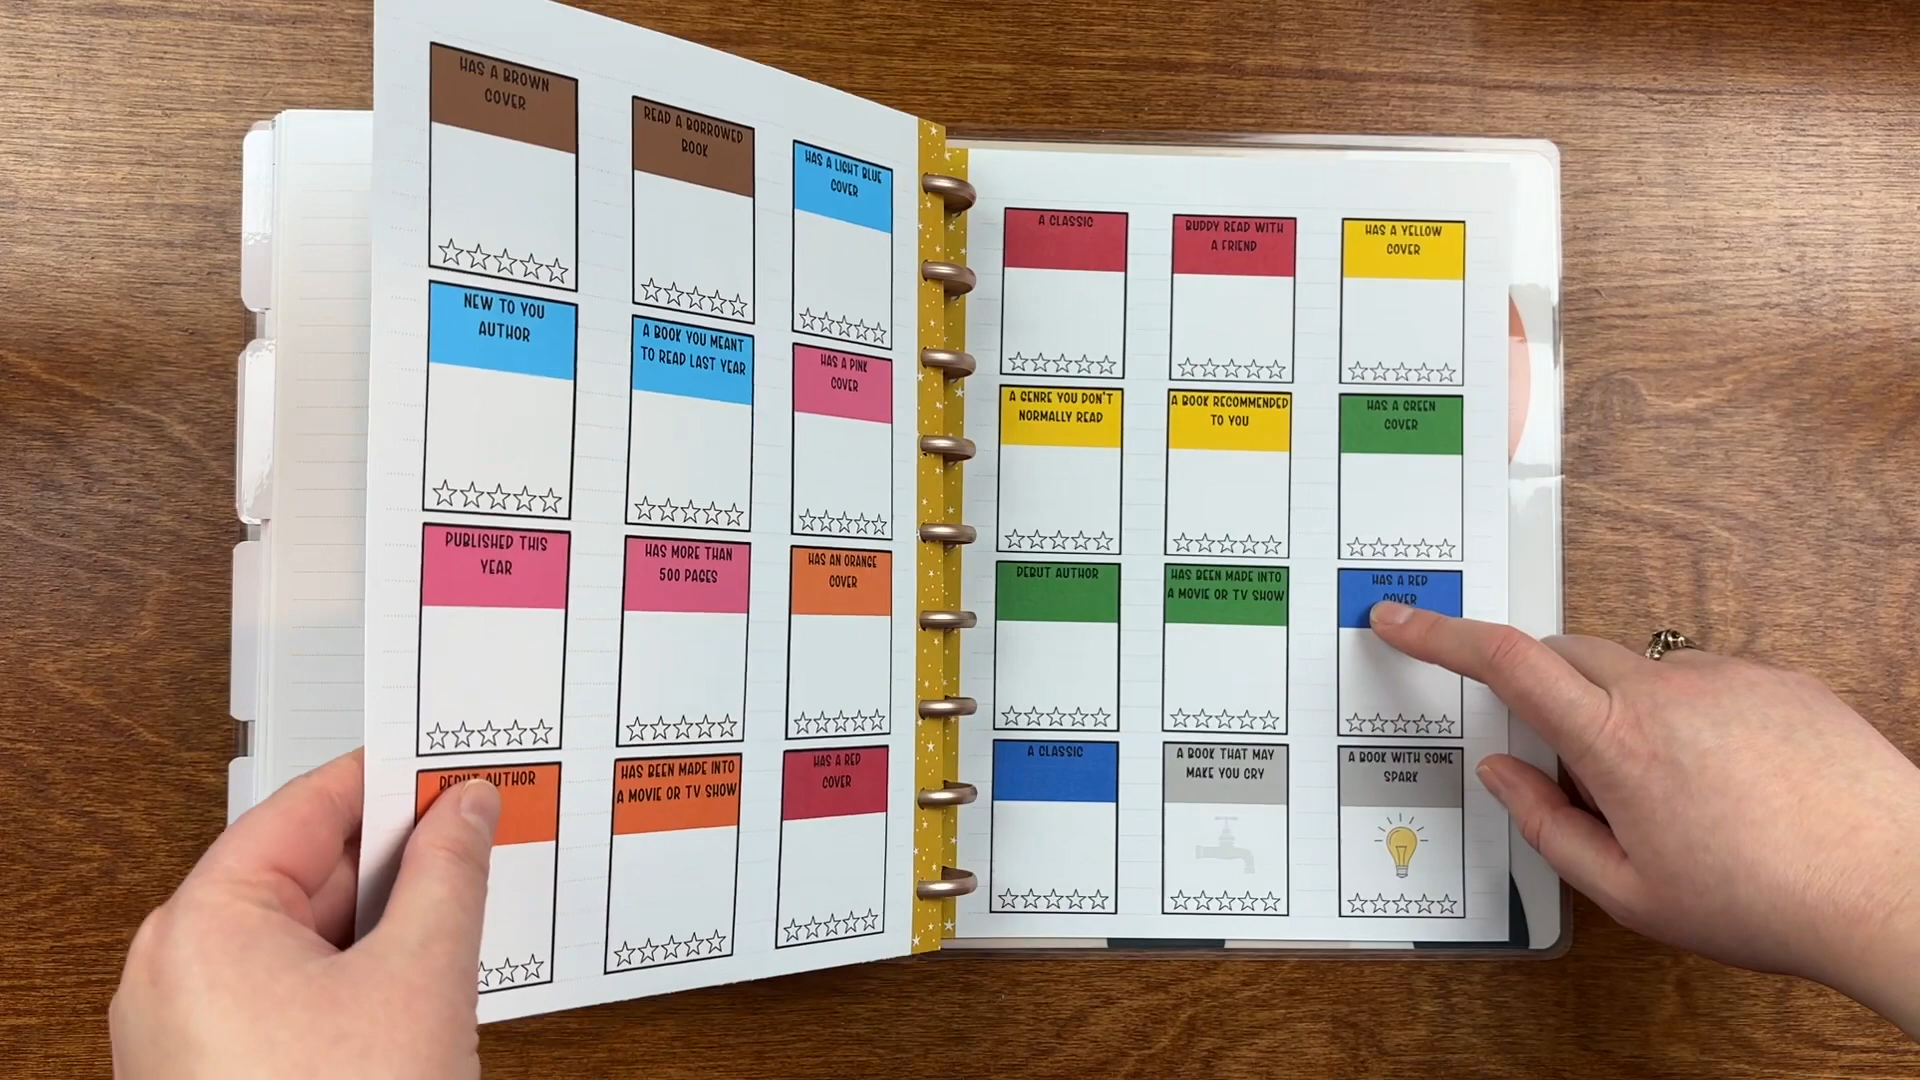 HAS A BROWN
COVER
READ A BORROWED
BOOK
HAS A LIGHT BLUE
COVER
NEW TO YOU
AUTHOR
A BOOK YOU MEANT
TO READ LAST YEAR
HAS A PINK
COVER
PUBLISHED THIS
YEAR
HAS MORE THAN
500 PAGES
HAS AN ORANGE
COVER
DEBUT AUTHOR
HAS BEEN MADE INTO
A MOVIE OR TV SHOW
HAS A RED
COVER
A CLASSIC
BUDDY READ WITH
A FRIEND
HAS A YELLOW
COVER
A GENRE YOU DON'T
NORMALLY READ
A BOOK RECOMMENDED
TO YOU
HAS A GREEN
COVER
DEBUT AUTHOR
HAS BEEN MADE INTO
A MOVIE OR TV SHOW
HAS A RED
COVER
A CLASSIC
A BOOK THAT MAY
MAKE YOU CRY
A BOOK WITH SOME
SPARK